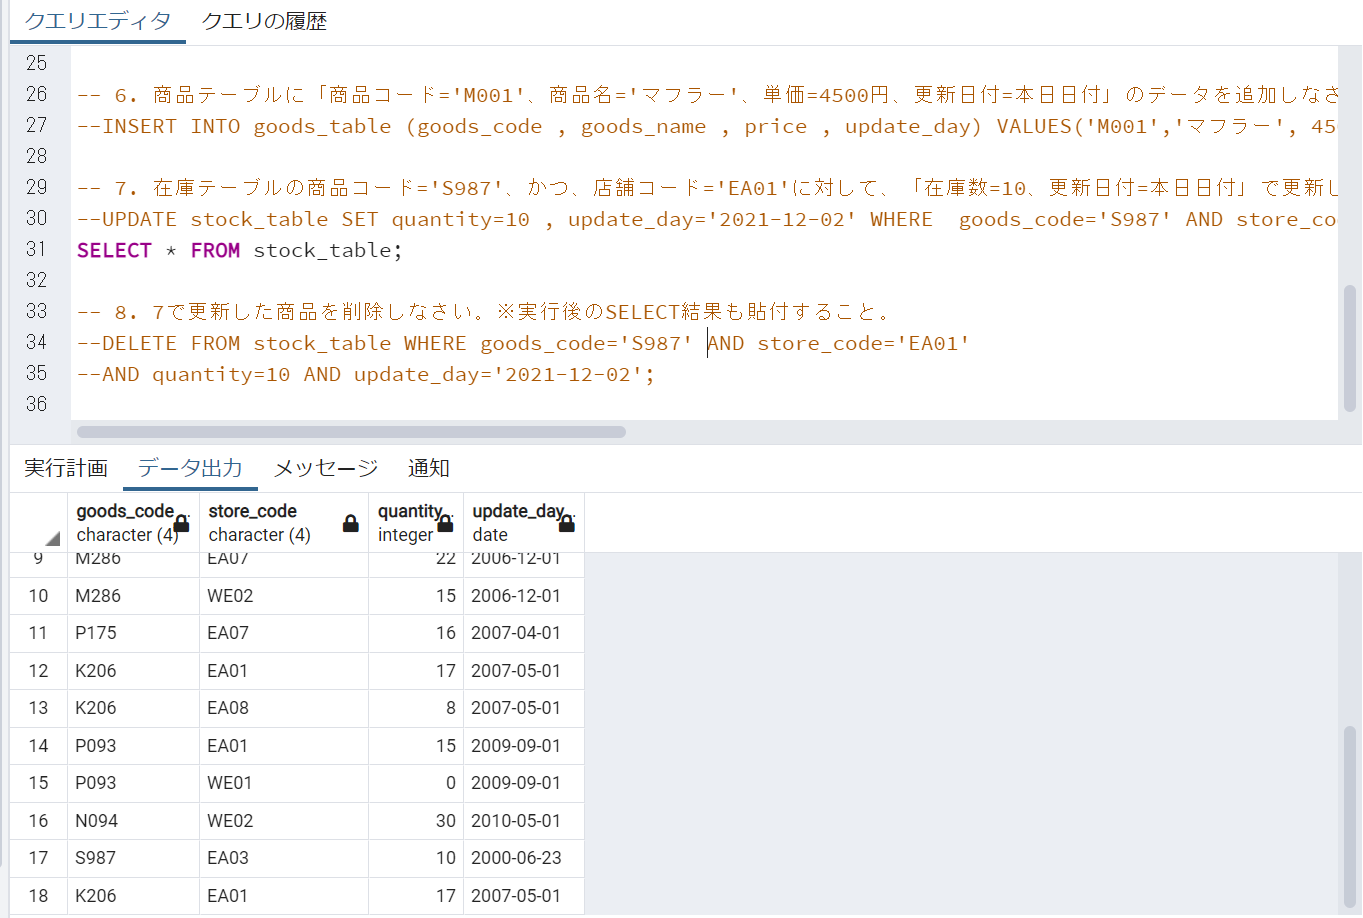 クエリエディタ クエリの履歴
25
26 -- 6. 商品テーブルに「商品コード='M001'、商品名='マフラー'、単価=4500円、更新日付=本日日付」のデータを追加しなさ
27 --INSERT INTO goods_table (goods_code , goods_name , price , update_day) VALUES('M001','マフラー', 45
28
29 -- 7. 在庫テーブルの商品コード='S987'、かつ、店舗コード='EA01'に対して、「在庫数=10、更新日付=本日日付」で更新し
30 --UPDATE stock_table SET quantity=10 , update_day='2021-12-02' WHERE  goods_code='S987' AND store_co
31 SELECT * FROM stock_table;
32
33 -- 8. 7で更新した商品を削除しなさい。※実行後のSELECT結果も貼付すること。
34 --DELETE FROM stock_table WHERE goods_code='S987' AND store_code='EA01'
35 --AND quantity=10 AND update_day='2021-12-02';
36
実行計画 データ出力 メッセージ 通知
goods_code store_code quantity update_day
character (4) character (4) integer date
9 M286 EA07 22 2006-12-01
10 M286 WE02 15 2006-12-01
11 P175 EA07 16 2007-04-01
12 K206 EA01 17 2007-05-01
13 K206 EA08 8 2007-05-01
14 P093 EA01 15 2009-09-01
15 P093 WE01 0 2009-09-01
16 N094 WE02 30 2010-05-01
17 S987 EA03 10 2000-06-23
18 K206 EA01 17 2007-05-01